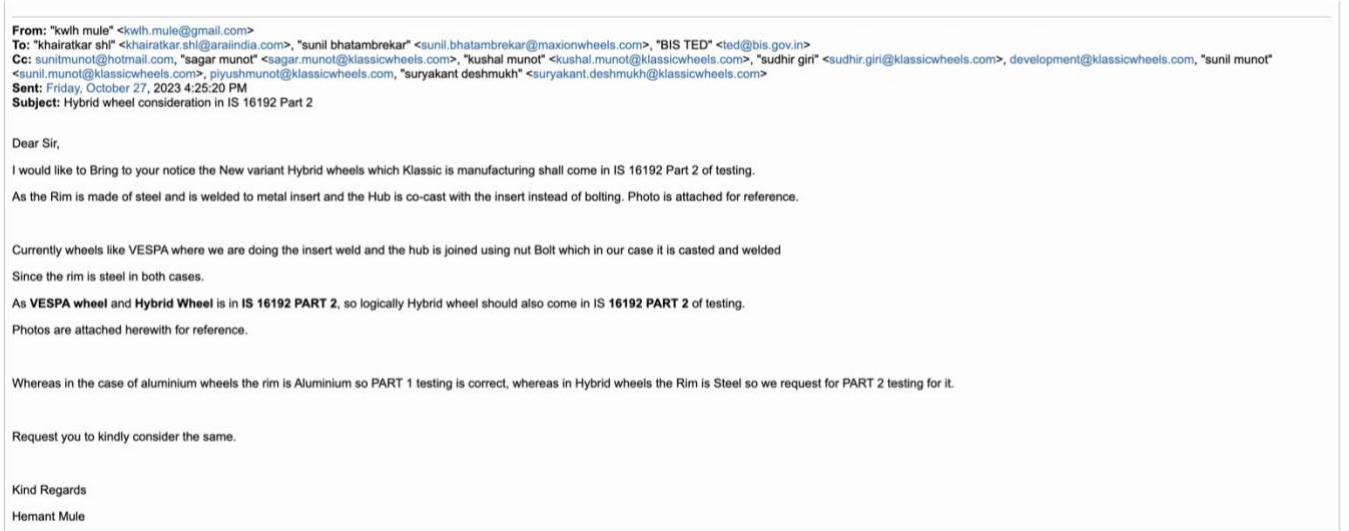 From: "kwlh mule" <kwlh.mule@gmail.com>
To: "khairatkar shl" <khairatkar.shl@araiindia.com>, "sunil bhatambrekar" <sunil.bhatambrekar@maxionwheels.com>, "BIS TED" <ted@bis.gov.in>
Cc: sunitmunot@hotmail.com, "sagar munot" <sagar.munot@klassicwheels.com>, "kushal munot" <kushal.munot@klassicwheels.com>, "sudhir giri" <sudhir.giri@klassicwheels.com>, development@klassicwheels.com, "sunil munot"
<sunil.munot@klassicwheels.com>, piyushmunot@klassicwheels.com, "suryakant deshmukh" <suryakant.deshmukh@klassicwheels.com>
Sent: Friday, October 27, 2023 4:25:20 PM
Subject: Hybrid wheel consideration in IS 16192 Part 2
Dear Sir,
I would like to Bring to your notice the New variant Hybrid wheels which Klassic is manufacturing shall come in IS 16192 Part 2 of testing.
As the Rim is made of steel and is welded to metal insert and the Hub is co-cast with the insert instead of bolting. Photo is attached for reference.
Currently wheels like VESPA where we are doing the insert weld and the hub is joined using nut Bolt which in our case it is casted and welded
Since the rim is steel in both cases.
As VESPA wheel and Hybrid Wheel is in IS 16192 PART 2, so logically Hybrid wheel should also come in IS 16192 PART 2 of testing.
Photos are attached herewith for reference.
Whereas in the case of aluminium wheels the rim is Aluminium so PART 1 testing is correct, whereas in Hybrid wheels the Rim is Steel so we request for PART 2 testing for it.
Request you to kindly consider the same.
Kind Regards
Hemant Mule